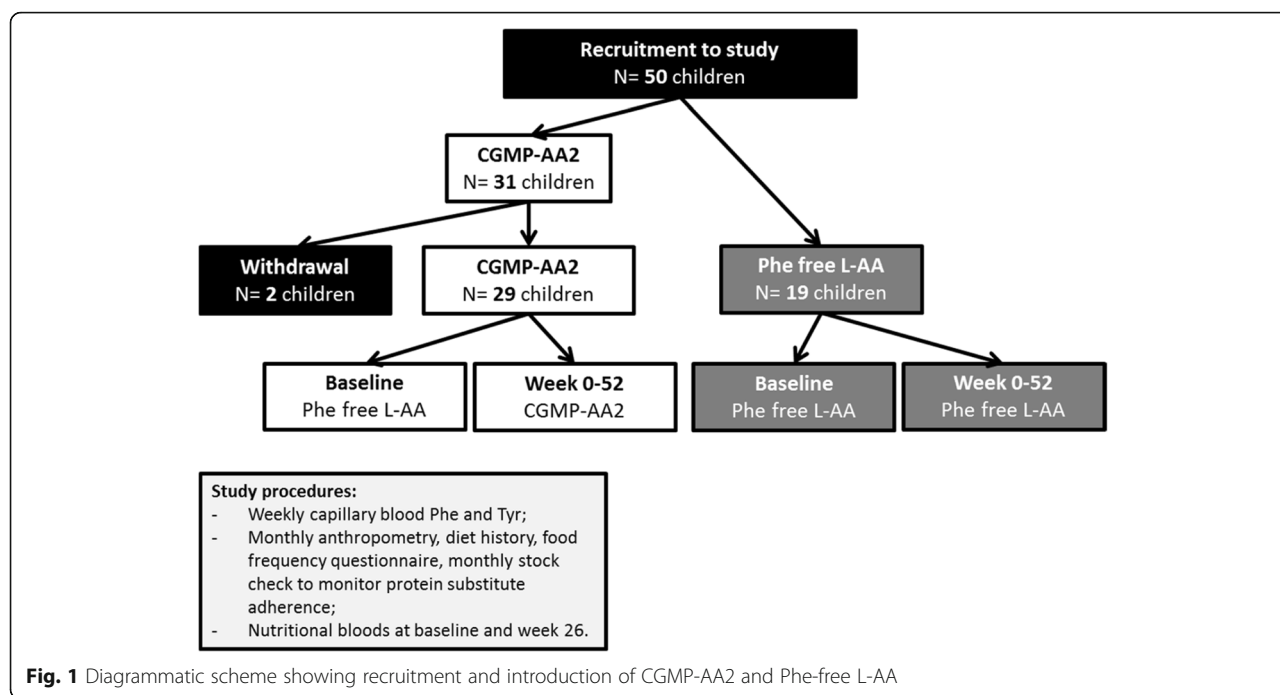 Recruitment to study
N= 50 children
CGMP-AA2
N= 31 children
Withdrawal
N= 2 children
CGMP-AA2
N= 29 children
Phe free L-AA
N= 19 children
Baseline
Phe free L-AA
Week 0-52
CGMP-AA2
Baseline
Phe free L-AA
Week 0-52
Phe free L-AA
Study procedures:
- Weekly capillary blood Phe and Tyr;
- Monthly anthropometry, diet history, food
frequency questionnaire, monthly stock
check to monitor protein substitute
adherence;
- Nutritional bloods at baseline and week 26.
Fig. 1 Diagrammatic scheme showing recruitment and introduction of CGMP-AA2 and Phe-free L-AA